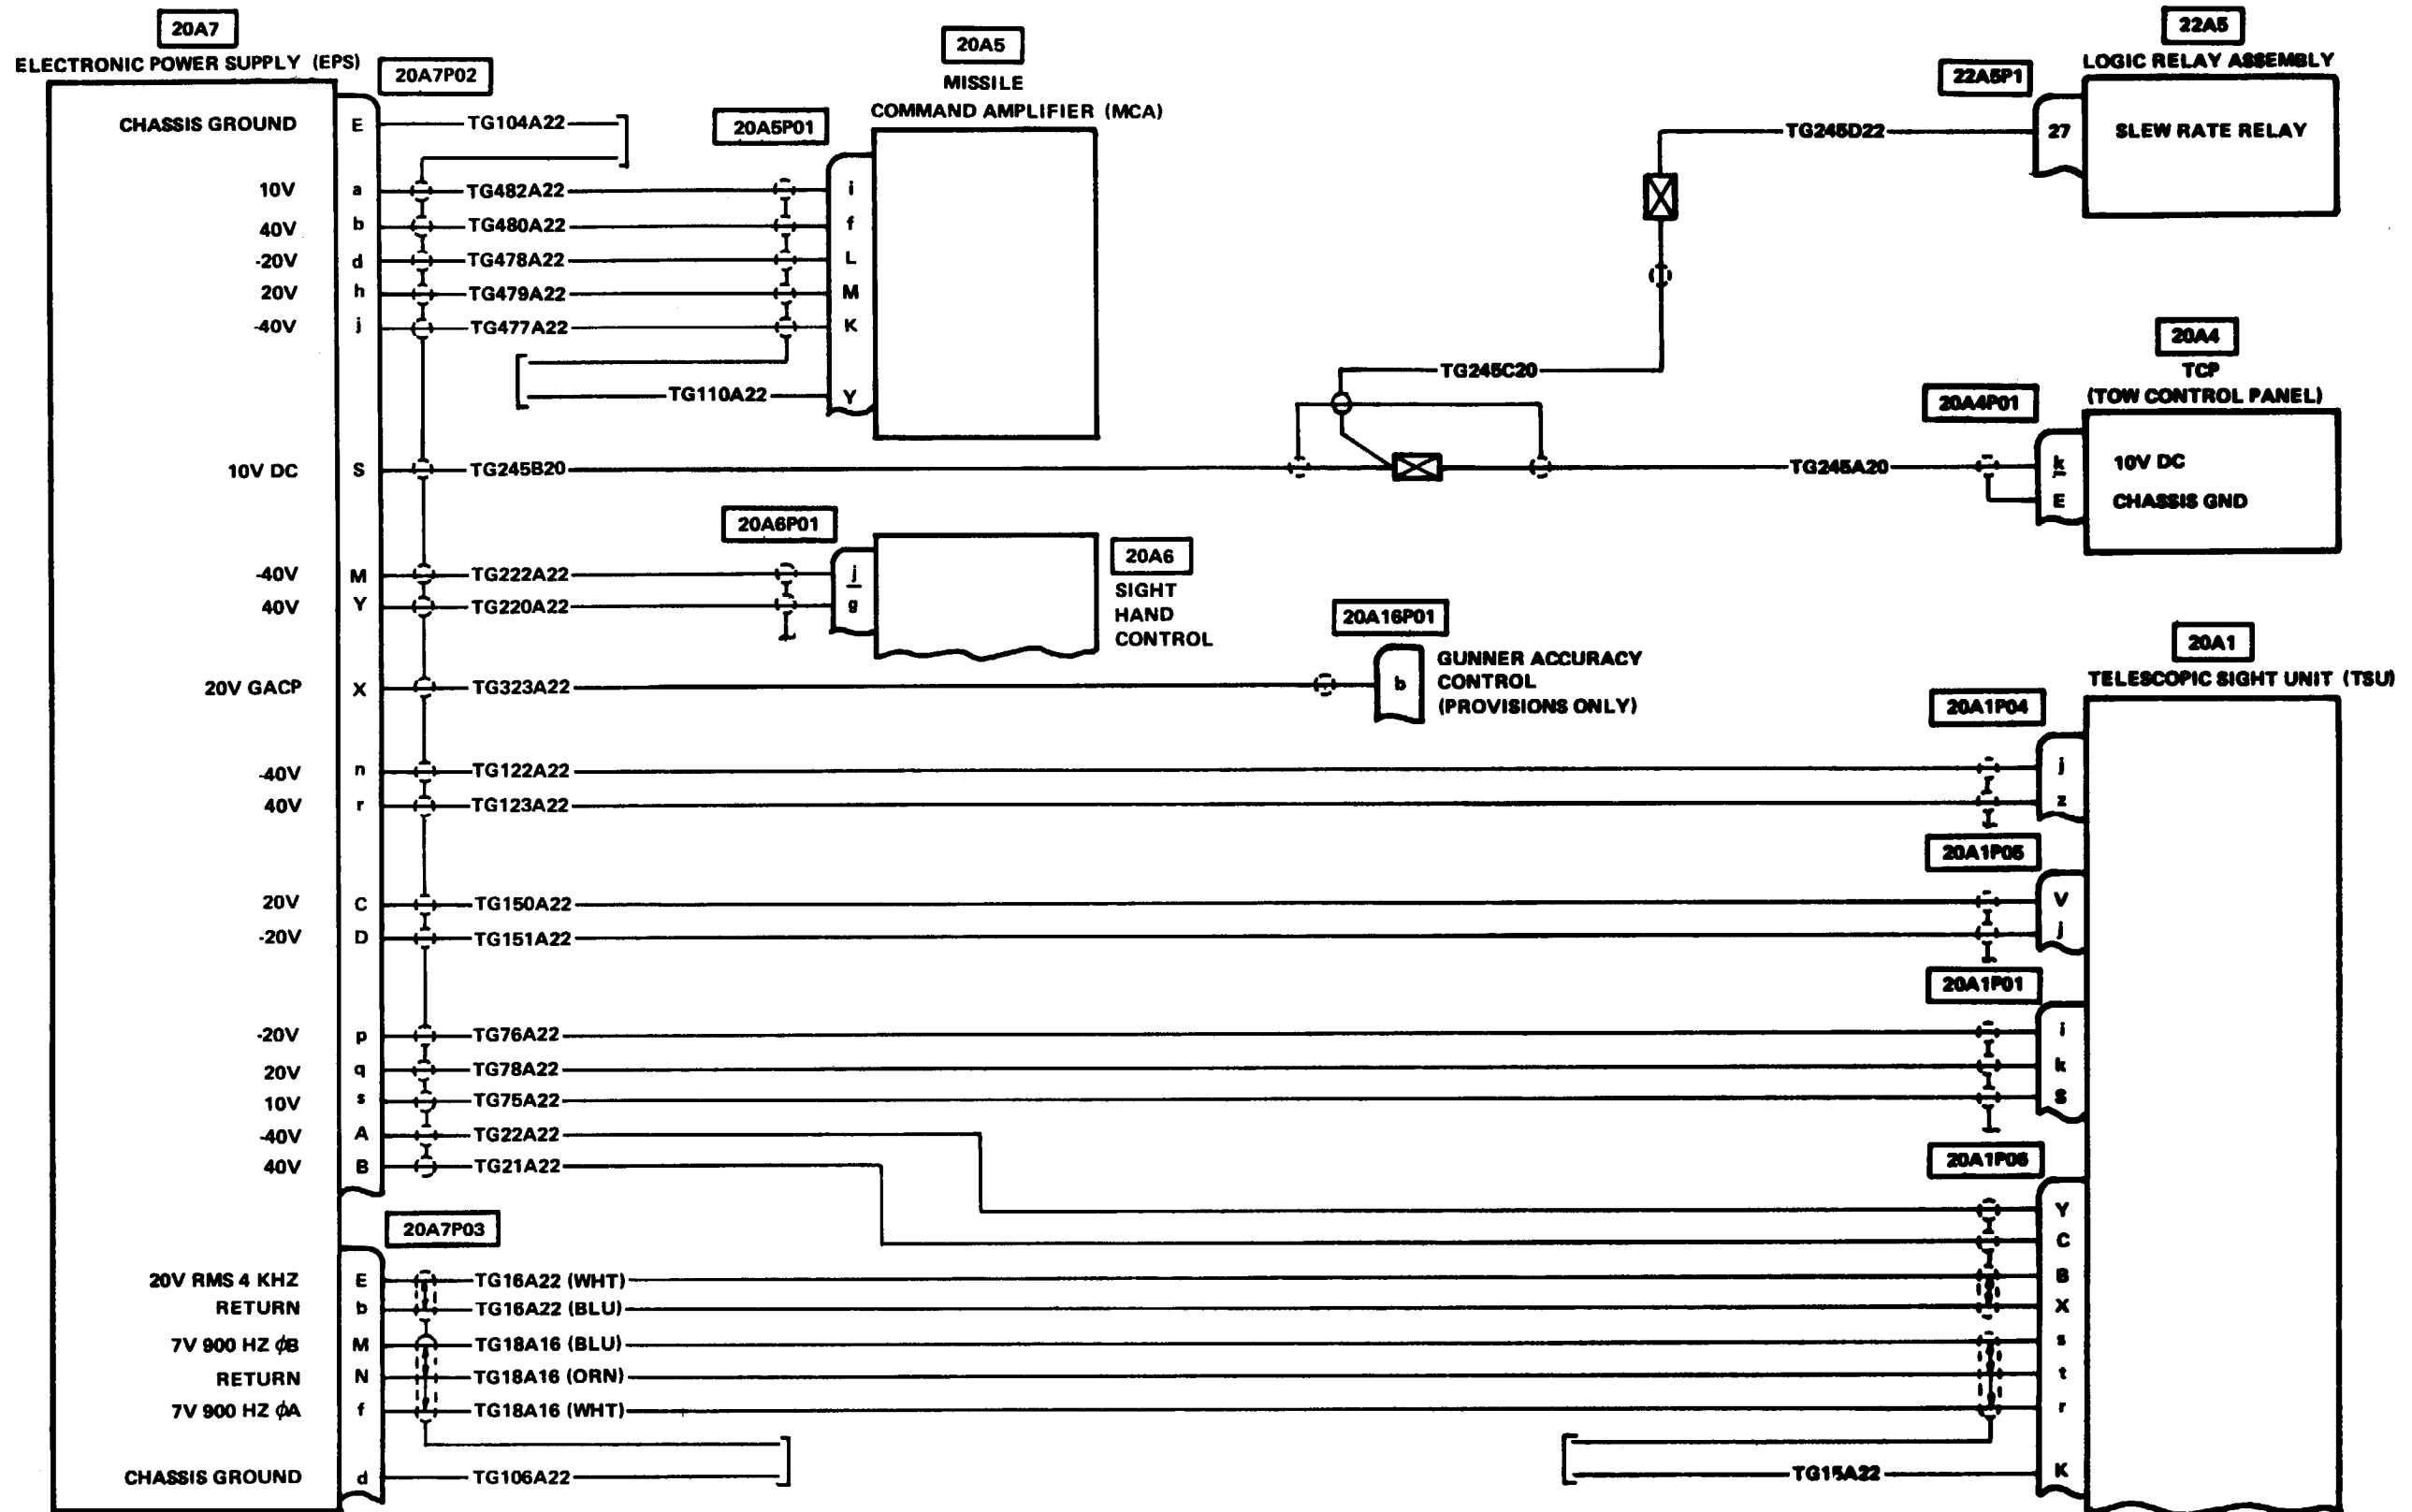 20A7
ELECTRONIC POWER SUPPLY (EPS)
20A7P02
CHASSIS GROUND E TG104A22
10V a TG482A22
40V b TG480A22
-20V d TG478A22
20V h TG479A22
-40V j TG477A22
20A5
MISSILE
COMMAND AMPLIFIER (MCA)
20A5P01
i
f
L
M
K
TG110A22 Y
22A5
LOGIC RELAY ASSEMBLY
22A5P1
TG245D22 27 SLEW RATE RELAY
TG245C20
20A4
TCP
(TOW CONTROL PANEL)
20A4P01
10V DC S TG245B20 TG245A20 k 10V DC
E CHASSIS GND
20A6P01
20A6
SIGHT
HAND
CONTROL
-40V M TG222A22 j
40V Y TG220A22 g
20A16P01
GUNNER ACCURACY
CONTROL
(PROVISIONS ONLY)
20V GACP X TG323A22 b
20A1
TELESCOPIC SIGHT UNIT (TSU)
20A1P04
-40V n TG122A22 j
40V r TG123A22 z
20A1P05
20V C TG150A22 V
-20V D TG151A22 j
20A1P01
-20V p TG76A22 i
20V q TG78A22 k
10V s TG75A22 S
-40V A TG22A22
40V B TG21A22
20A1P06
Y
C
20A7P03
20V RMS 4 KHZ E TG16A22 (WHT) B
RETURN b TG16A22 (BLU) X
7V 900 HZ ϕB M TG18A16 (BLU) s
RETURN N TG18A16 (ORN) t
7V 900 HZ ϕA f TG18A16 (WHT) r
CHASSIS GROUND d TG106A22 TG15A22 K